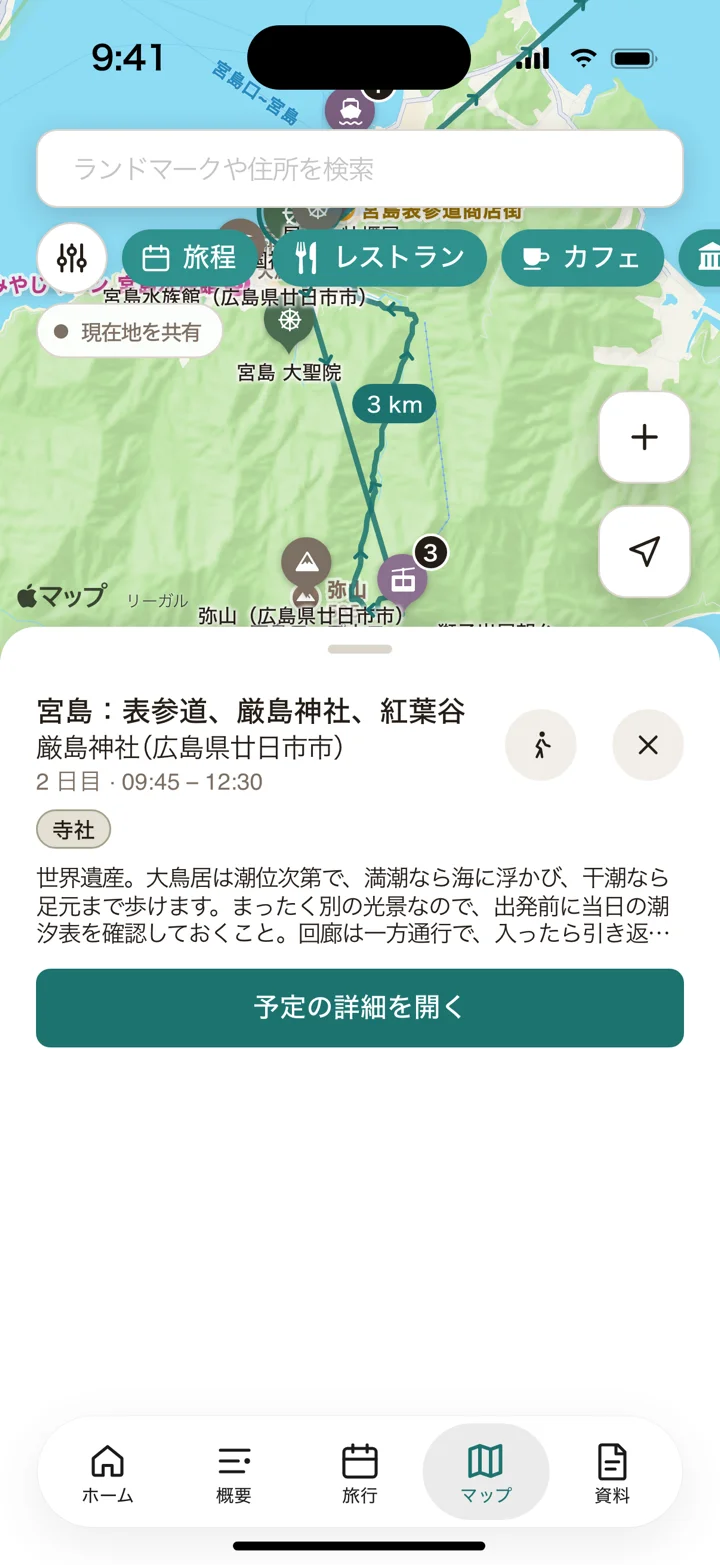 9:41
宮島口~宮島
ランドマークや住所を検索
宮島表参道商店街
旅程
レストラン
カフェ
宮島水族館（広島県廿日市市）
現在地を共有
宮島 大聖院
3 km
3
弥山
マップ
リーガル
弥山（広島県廿日市市）
宮島：表参道、厳島神社、紅葉谷
厳島神社(広島県廿日市市)
2 日目 · 09:45 – 12:30
寺社
世界遺産。大鳥居は潮位次第で、満潮なら海に浮かび、干潮なら
足元まで歩けます。まったく別の光景なので、出発前に当日の潮
汐表を確認しておくこと。回廊は一方通行で、入ったら引き返…
予定の詳細を開く
ホーム
概要
旅行
マップ
資料